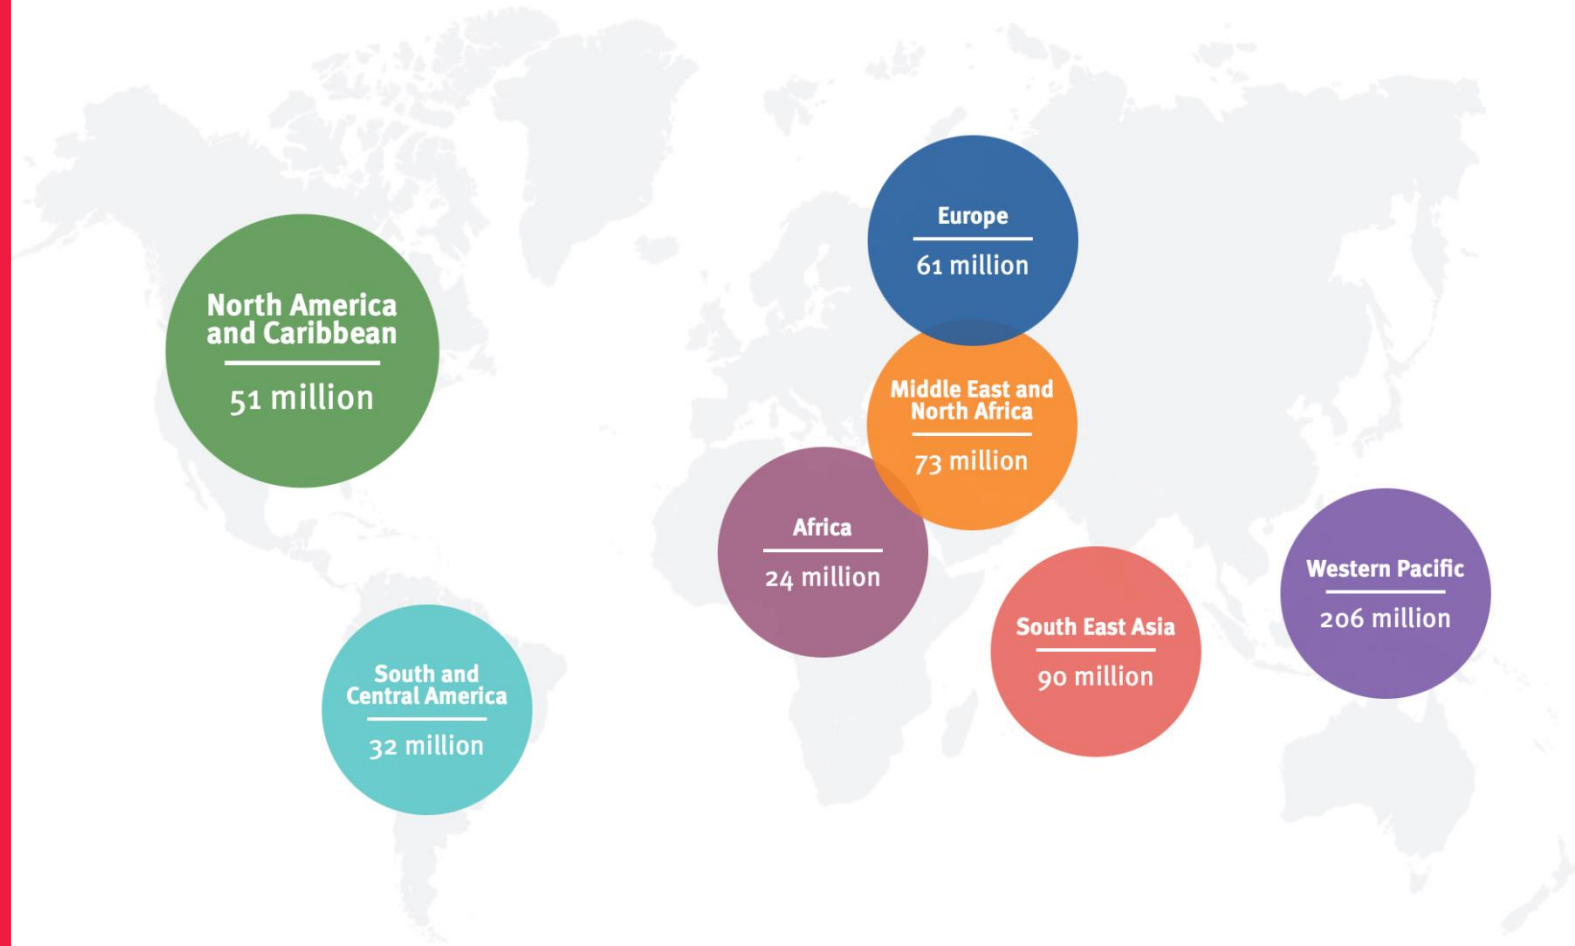 Europe
61 million
North America
and Caribbean
51 million
Middle East and
North Africa
73 million
Africa
24 million
Western Pacific
206 million
South East Asia
90 million
South and
Central America
32 million